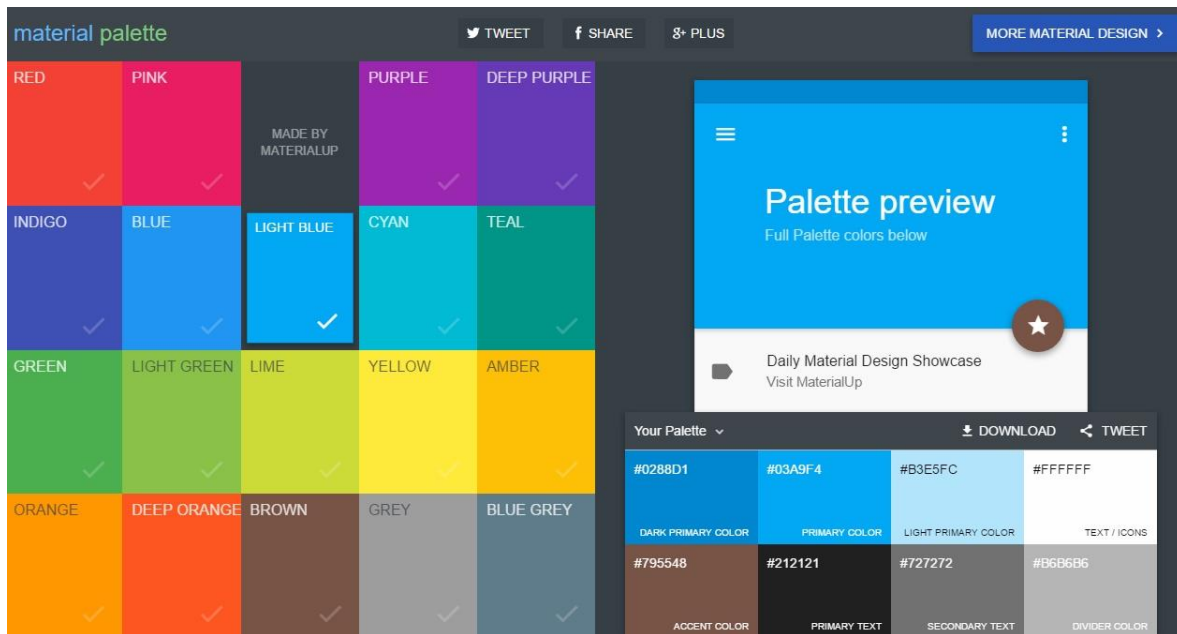 material palette
TWEET
SHARE
PLUS
MORE MATERIAL DESIGN
RED
PINK
MADE BY
MATERIALUP
PURPLE
DEEP PURPLE
INDIGO
BLUE
LIGHT BLUE
CYAN
TEAL
GREEN
LIGHT GREEN
LIME
YELLOW
AMBER
ORANGE
DEEP ORANGE
BROWN
GREY
BLUE GREY
Palette preview
Full Palette colors below
Daily Material Design Showcase
Visit MaterialUp
Your Palette
DOWNLOAD
TWEET
#0288D1
DARK PRIMARY COLOR
#03A9F4
PRIMARY COLOR
#B3E5FC
LIGHT PRIMARY COLOR
#FFFFFF
TEXT / ICONS
#795548
ACCENT COLOR
#212121
PRIMARY TEXT
#727272
SECONDARY TEXT
#B6B6B6
DIVIDER COLOR